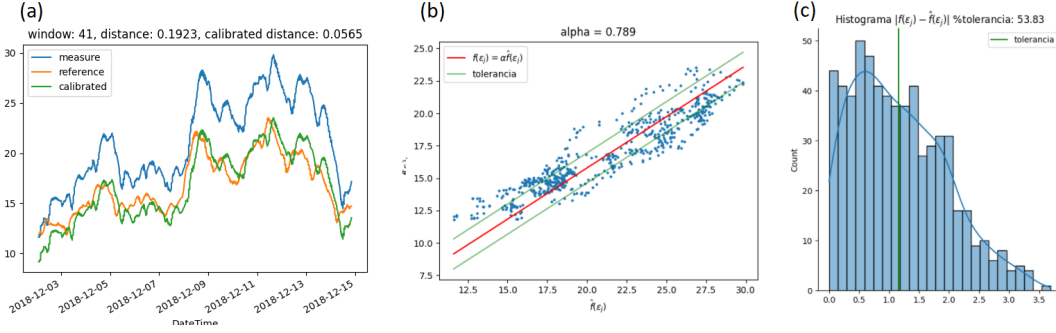 (a)
window: 41, distance: 0.1923, calibrated distance: 0.0565
measure
reference
calibrated
30
25
20
15
10
2018-12-03
2018-12-05
2018-12-07
2018-12-09
2018-12-11
2018-12-13
2018-12-15
DateTime
(b)
alpha = 0.789
f(εⱼ) = αf̂(εⱼ)
tolerancia
25.0
22.5
20.0
17.5
15.0
12.5
10.0
7.5
12.5
15.0
17.5
20.0
22.5
25.0
27.5
30.0
f̂(εⱼ)
(c)
Histograma |f(εⱼ) − f̂(εⱼ)| %tolerancia: 53.83
tolerancia
Count
50
40
30
20
10
0
0.0
0.5
1.0
1.5
2.0
2.5
3.0
3.5